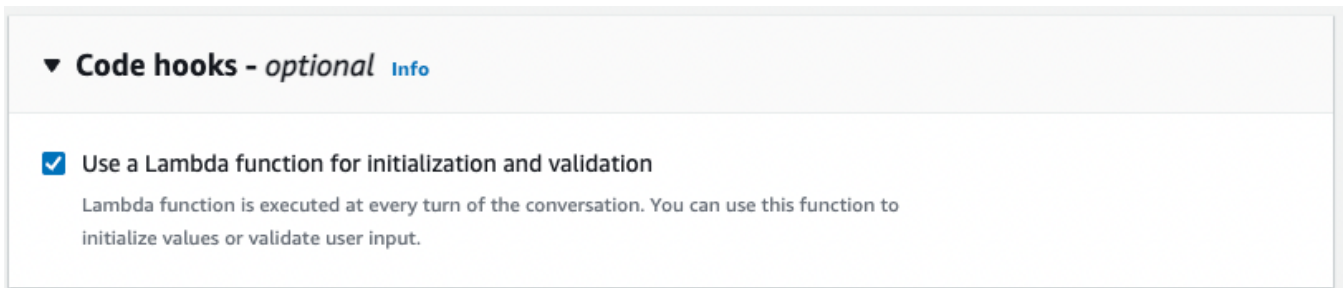 ▼ Code hooks - optional Info
Use a Lambda function for initialization and validation
Lambda function is executed at every turn of the conversation. You can use this function to
initialize values or validate user input.